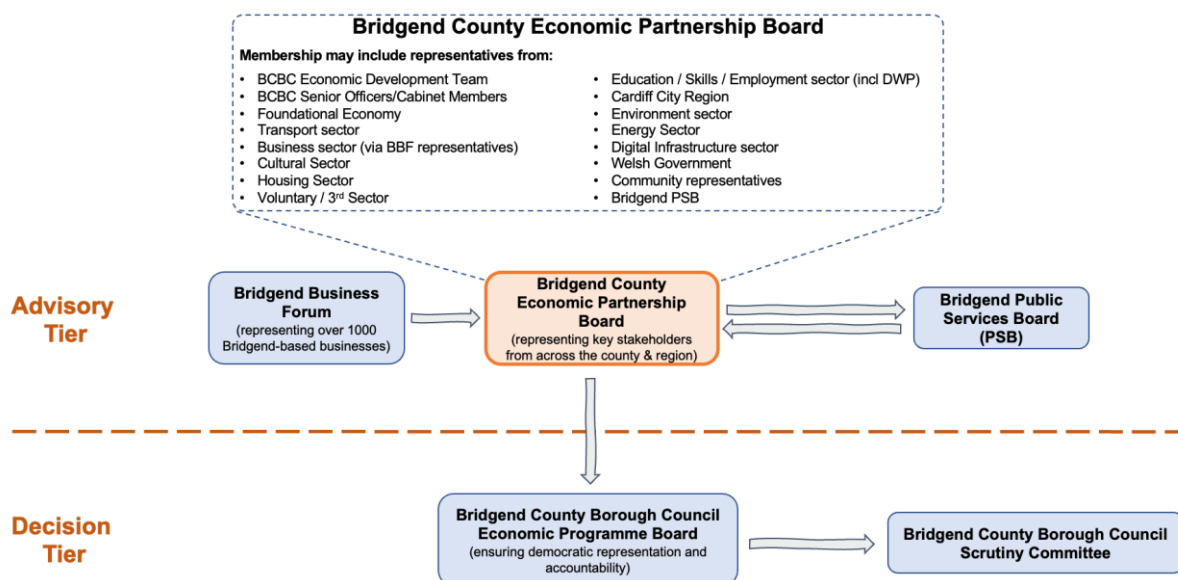 Bridgend County Economic Partnership Board
Membership may include representatives from:
• BCBC Economic Development Team
• BCBC Senior Officers/Cabinet Members
• Foundational Economy
• Transport sector
• Business sector (via BBF representatives)
• Cultural Sector
• Housing Sector
• Voluntary / 3rd Sector
• Education / Skills / Employment sector (incl DWP)
• Cardiff City Region
• Environment sector
• Energy Sector
• Digital Infrastructure sector
• Welsh Government
• Community representatives
• Bridgend PSB
Advisory
Tier
Bridgend Business
Forum
(representing over 1000
Bridgend-based businesses)
Bridgend County
Economic Partnership
Board
(representing key stakeholders
from across the county & region)
Bridgend Public
Services Board
(PSB)
Decision
Tier
Bridgend County Borough Council
Economic Programme Board
(ensuring democratic representation and
accountability)
Bridgend County Borough Council
Scrutiny Committee